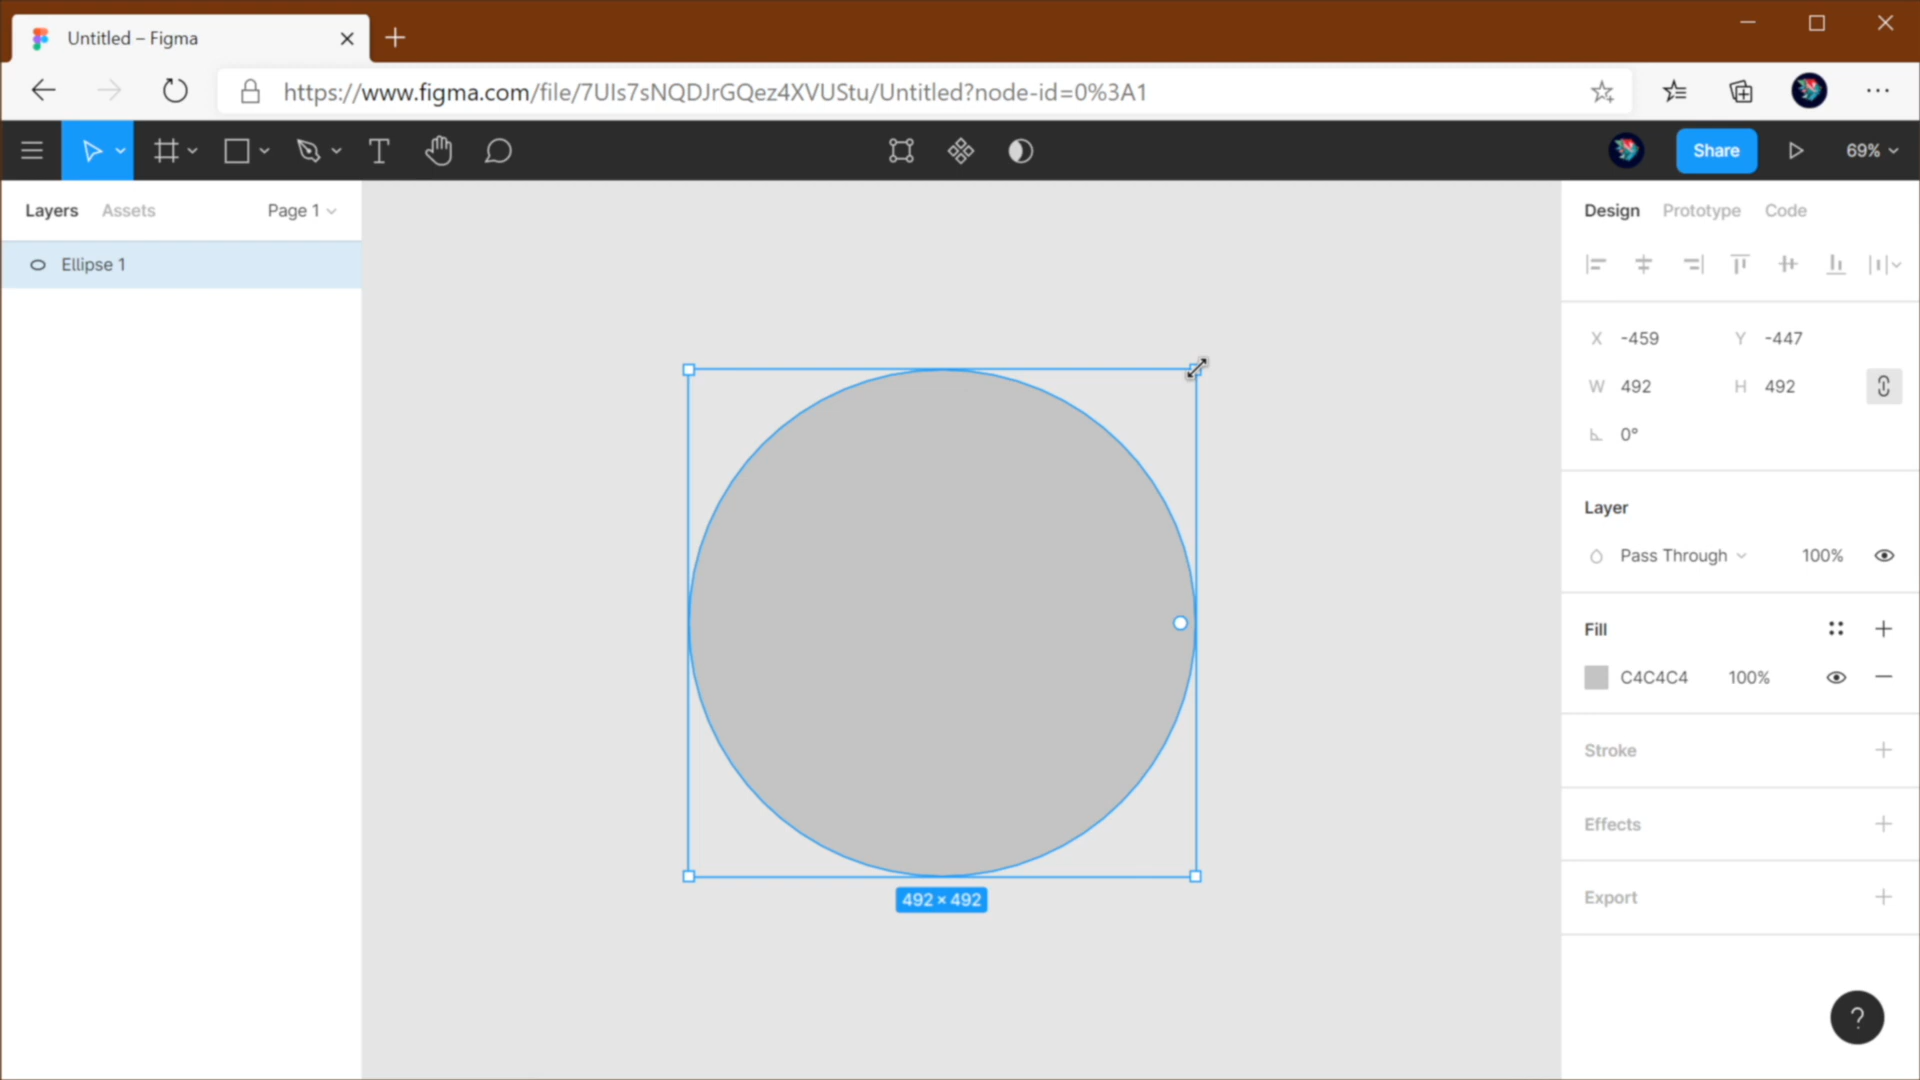 Untitled – Figma
https://www.figma.com/file/7UIs7sNQDJrGQez4XVUStu/Untitled?node-id=0%3A1
Share
69%
Layers Assets Page 1
Design Prototype Code
Ellipse 1
X -459 Y -447
W 492 H 492
0°
Layer
Pass Through 100%
Fill
C4C4C4 100%
Stroke
Effects
492 × 492
Export
?